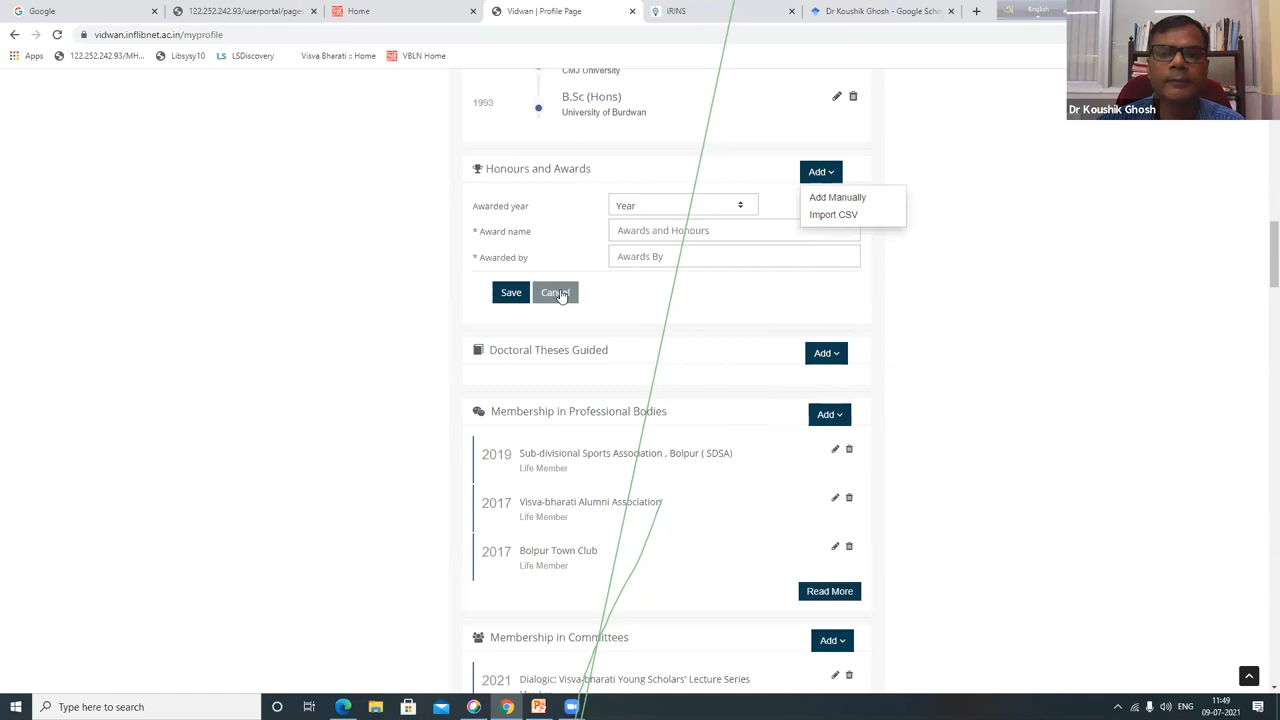 Google
122.252.242.93/userportal/page
Home
Vidwan | Profile Page
iRINS
Dr Koushik Ghosh - Google Scho
English
vidwan.inflibnet.ac.in/myprofile
Apps
122.252.242.93/MH...
Libsysy10
LS LSDiscovery
Visva Bharati :: Home
VBLN Home
Dr Koushik Ghosh
CMJ University
1993
B.Sc (Hons)
University of Burdwan
Honours and Awards
Add
Add Manually
Import CSV
Awarded year
Year
* Award name
Awards and Honours
* Awarded by
Awards By
Save
Cancel
Doctoral Theses Guided
Add
Membership in Professional Bodies
Add
2019
Sub-divisional Sports Association , Bolpur ( SDSA)
Life Member
2017
Visva-bharati Alumni Association
Life Member
2017
Bolpur Town Club
Life Member
Read More
Membership in Committees
Add
2021
Dialogic: Visva-bharati Young Scholars' Lecture Series
Type here to search
11:49
09-07-2021